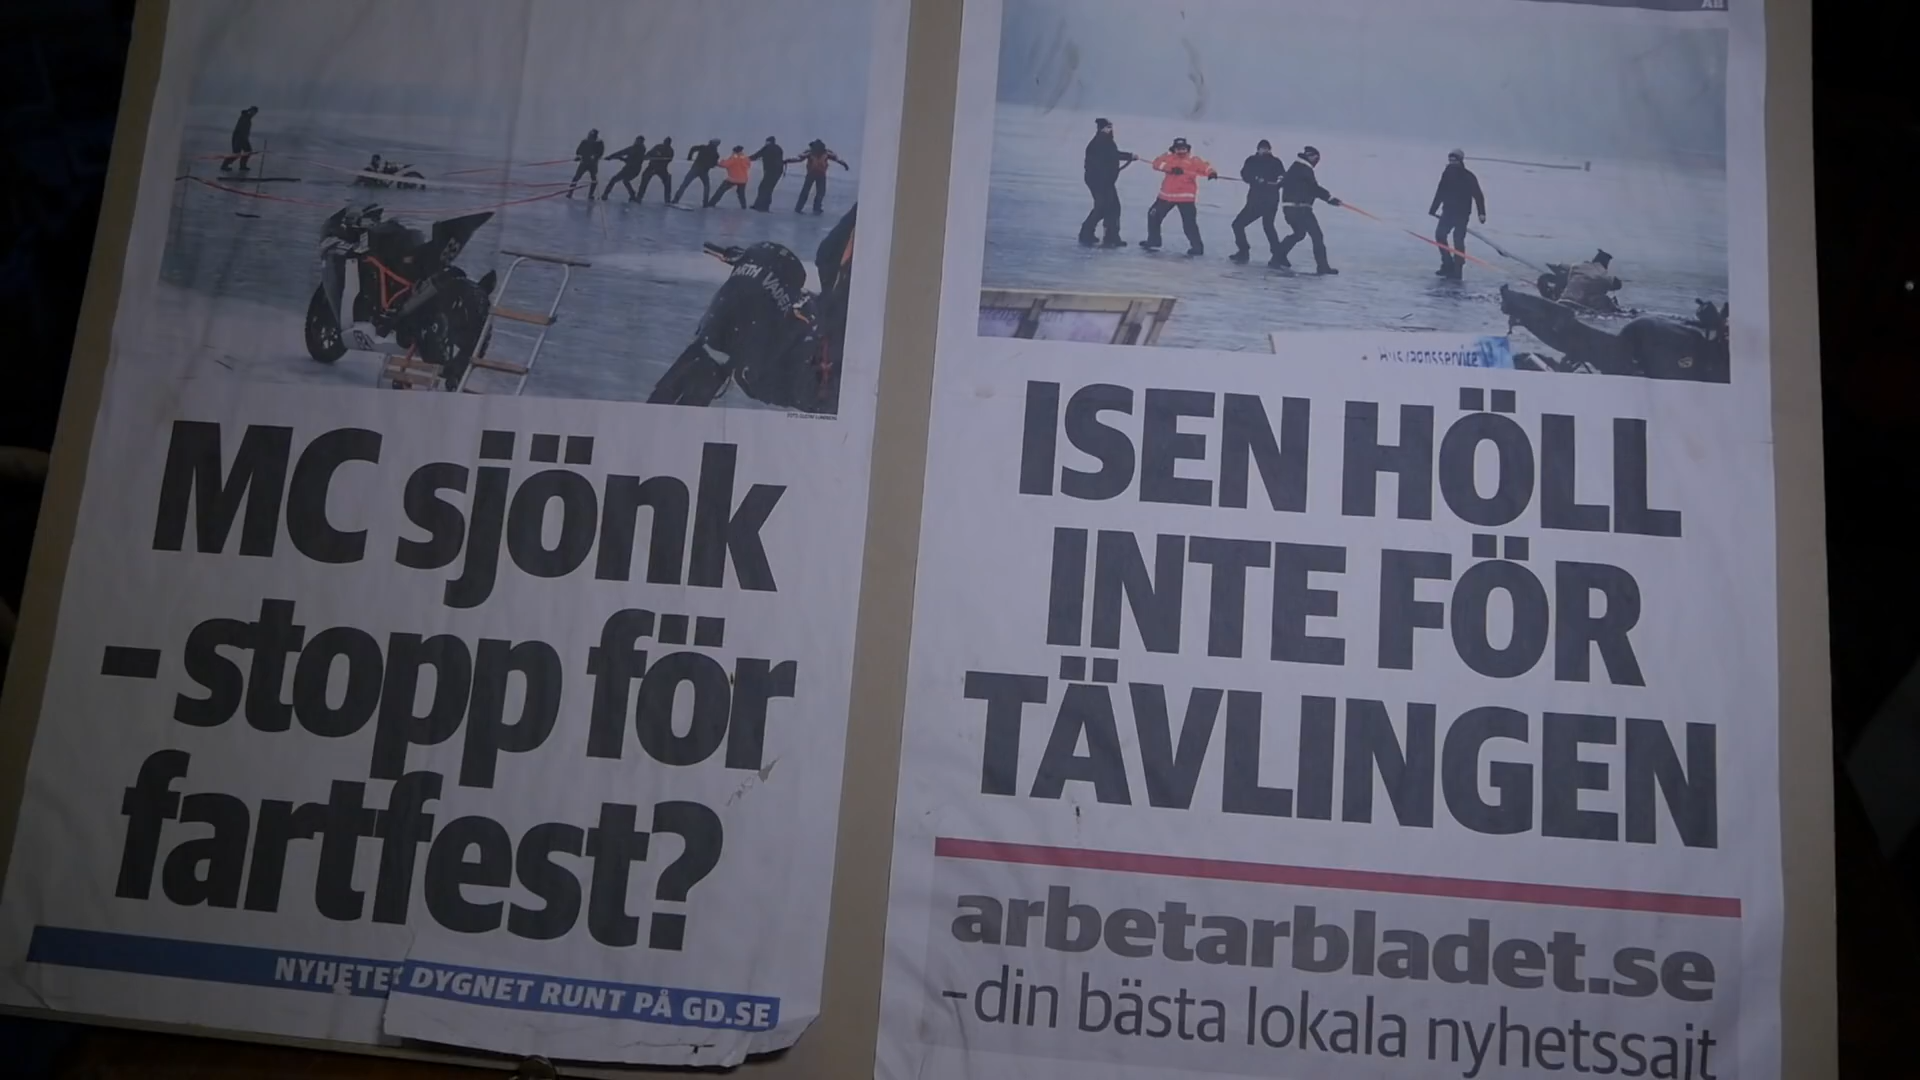 MC sjönk
- stopp för
fartfest?
NYHETER DYGNET RUNT PÅ GD.SE
AB
ISEN HÖLL
INTE FÖR
TÄVLINGEN
arbetarbladet.se
– din bästa lokala nyhetssajt